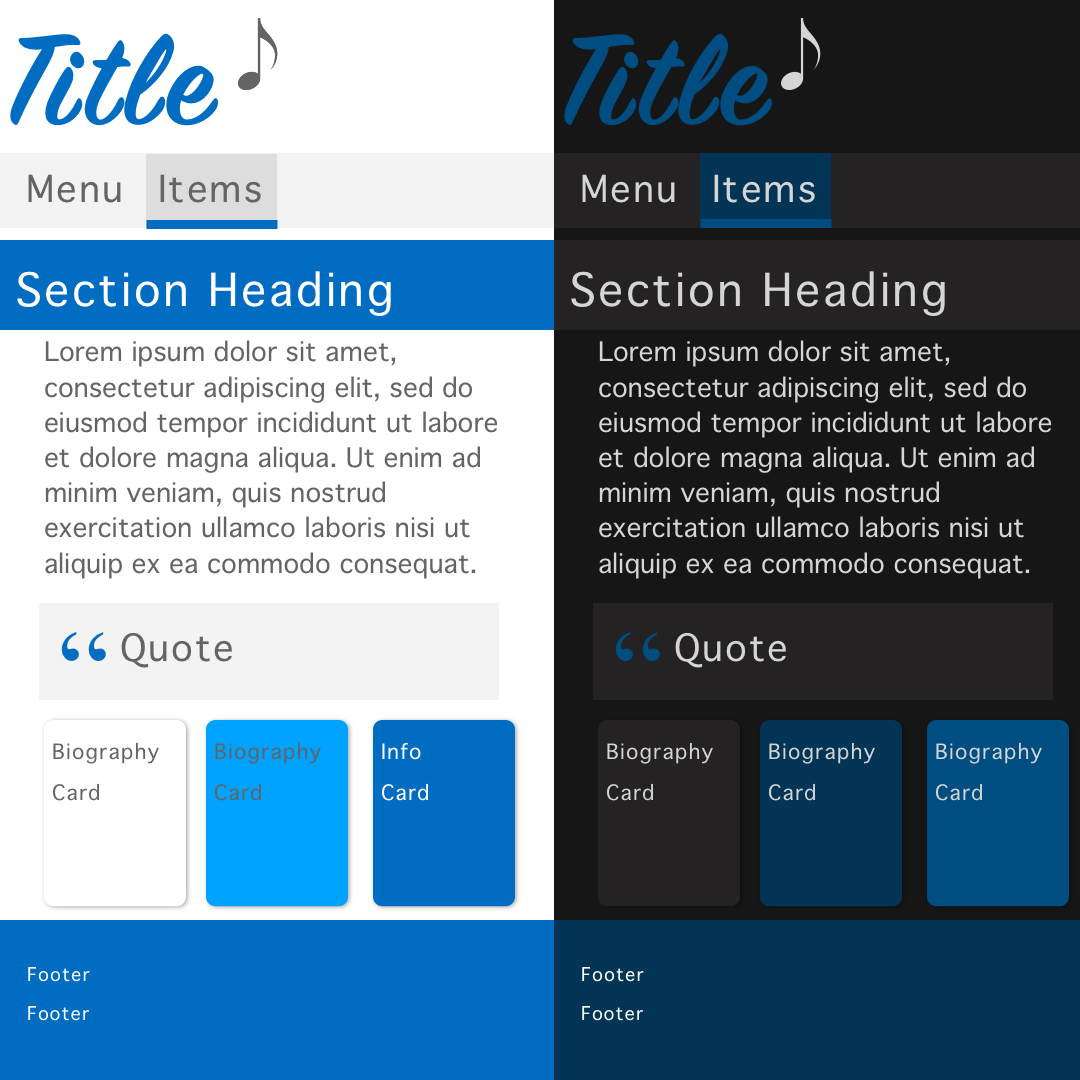 Title
Menu Items
Section Heading
Lorem ipsum dolor sit amet,
consectetur adipiscing elit, sed do
eiusmod tempor incididunt ut labore
et dolore magna aliqua. Ut enim ad
minim veniam, quis nostrud
exercitation ullamco laboris nisi ut
aliquip ex ea commodo consequat.
“ Quote
Biography
Card
Biography
Card
Info
Card
Footer
Footer
Title
Menu Items
Section Heading
Lorem ipsum dolor sit amet,
consectetur adipiscing elit, sed do
eiusmod tempor incididunt ut labore
et dolore magna aliqua. Ut enim ad
minim veniam, quis nostrud
exercitation ullamco laboris nisi ut
aliquip ex ea commodo consequat.
“ Quote
Biography
Card
Biography
Card
Biography
Card
Footer
Footer